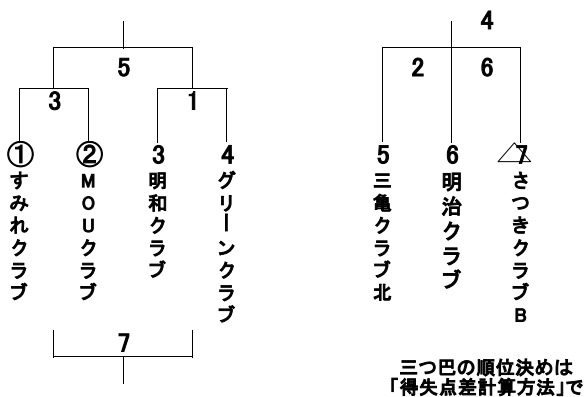 4
5
2
6
3
1
①
②
3
4
5
6
7
すみれクラブ
MOUクラブ
明和クラブ
グリーンクラブ
三亀クラブ北
明治クラブ
さつきクラブB
7
三つ巴の順位決めは
「得失点差計算方法」で